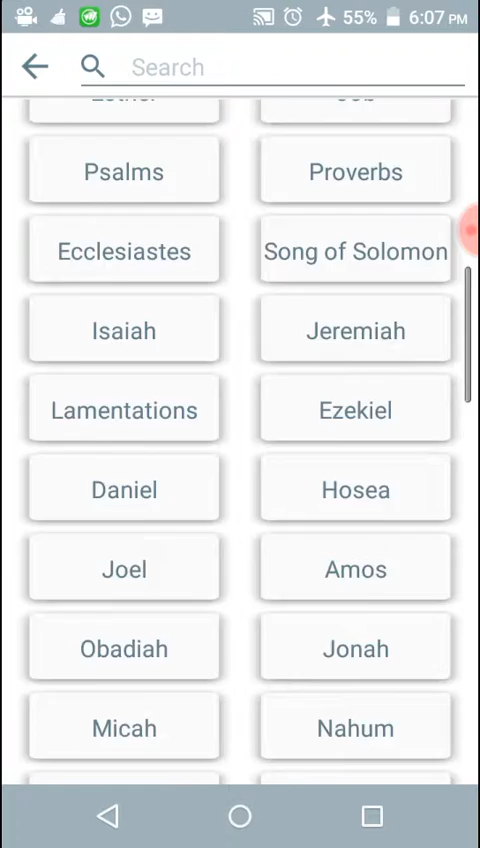 55% 6:07 PM
Search
Psalms Proverbs
Ecclesiastes Song of Solomon
Isaiah Jeremiah
Lamentations Ezekiel
Daniel Hosea
Joel Amos
Obadiah Jonah
Micah Nahum